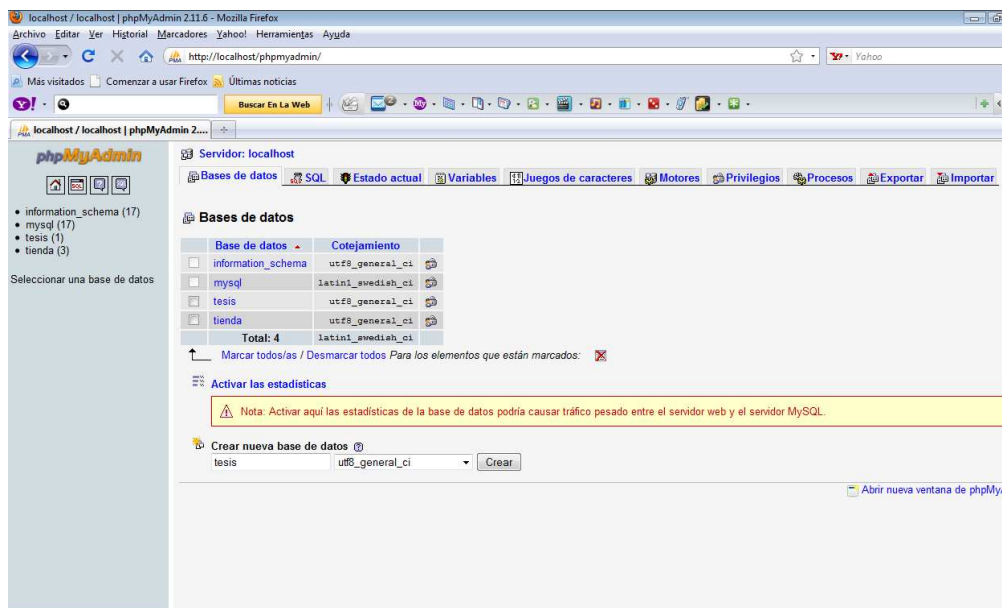 localhost / localhost | phpMyAdmin 2.11.6 - Mozilla Firefox
Archivo Editar Ver Historial Marcadores Yahoo! Herramientas Ayuda
http://localhost/phpmyadmin/
Yahoo
Más visitados Comenzar a usar Firefox Últimas noticias
Y! Buscar En La Web
localhost / localhost | phpMyAdmin 2....
phpMyAdmin
SQL
information_schema (17)
mysql (17)
tesis (1)
tienda (3)
Seleccionar una base de datos
Servidor: localhost
Bases de datos SQL Estado actual Variables Juegos de caracteres Motores Privilegios Procesos Exportar Importar
Bases de datos
Base de datos Cotejamiento
information_schema utf8_general_ci
mysql latin1_swedish_ci
tesis utf8_general_ci
tienda utf8_general_ci
Total: 4 latin1_swedish_ci
Marcar todos/as / Desmarcar todos Para los elementos que están marcados:
Activar las estadísticas
Nota: Activar aquí las estadísticas de la base de datos podría causar tráfico pesado entre el servidor web y el servidor MySQL.
Crear nueva base de datos
tesis utf8_general_ci Crear
Abrir nueva ventana de phpMy